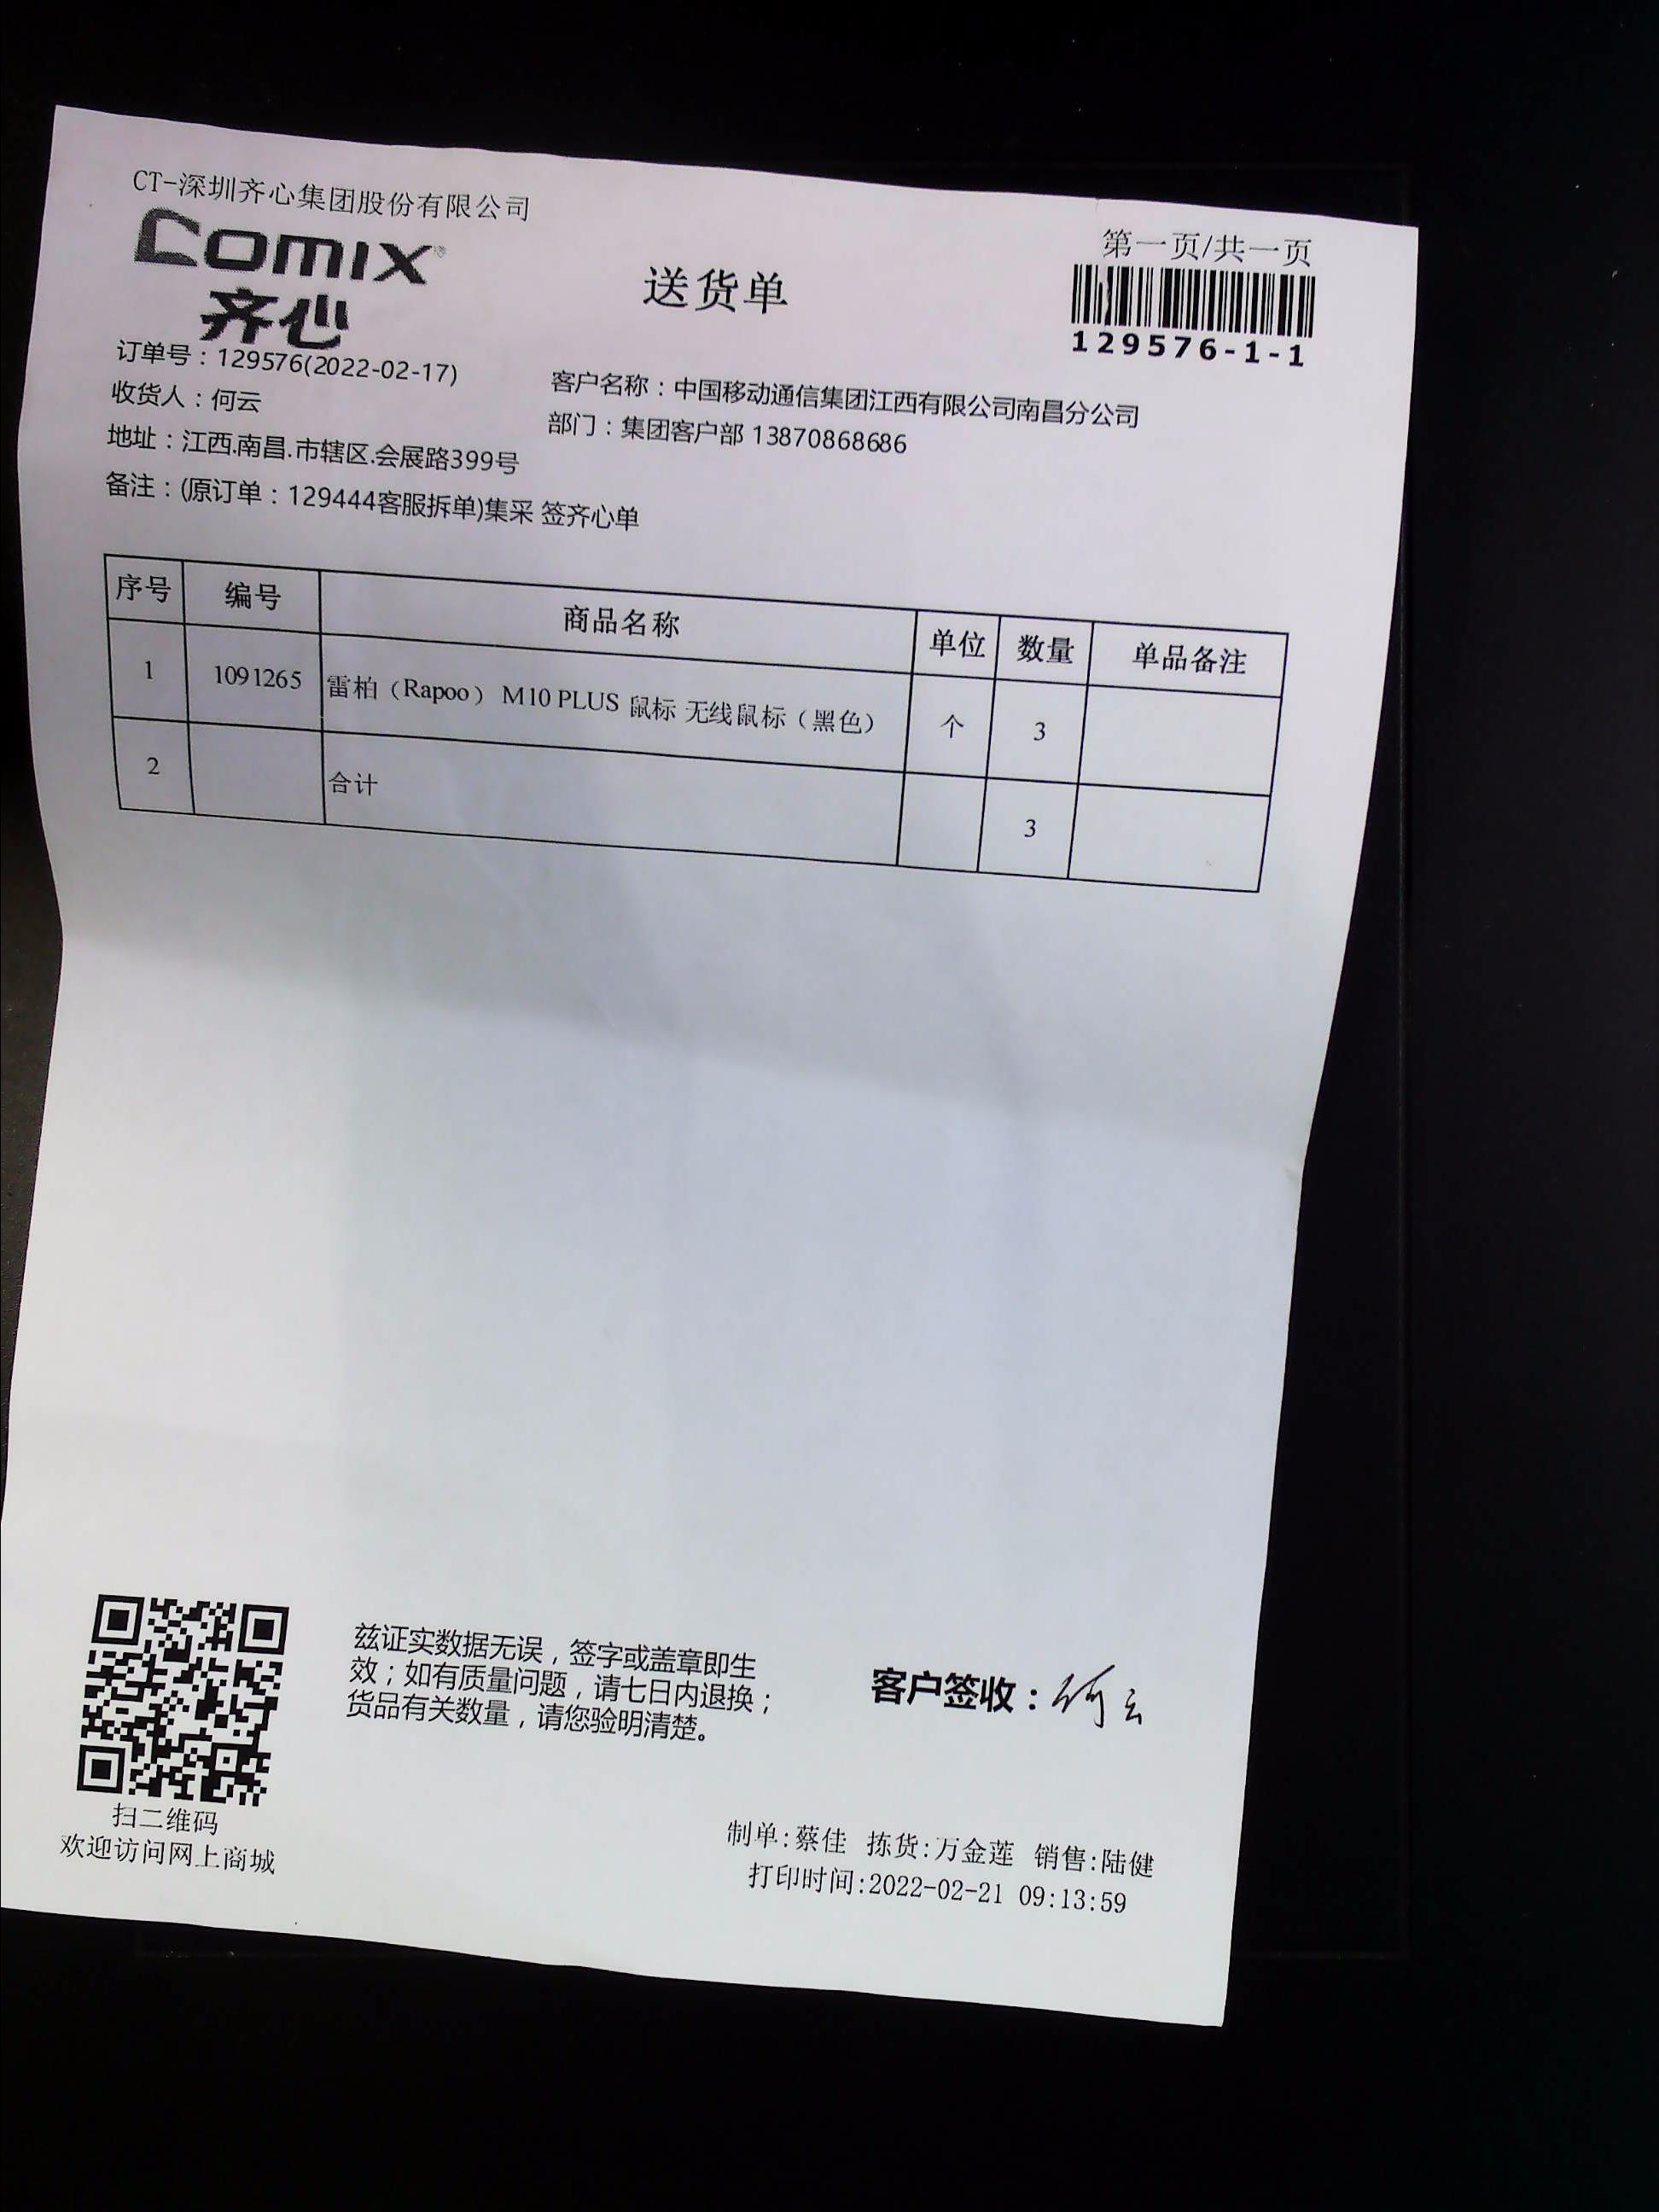 CT-深圳齐心集团股份有限公司
COMIX
齐心
送货单
第一页/共一页
129576-1-1
订单号：129576(2022-02-17)
收货人：何云
客户名称：中国移动通信集团江西有限公司南昌分公司
地址：江西.南昌.市辖区.会展路399号
部门：集团客户部 13870868686
备注：(原订单：129444客服拆单)集采 签齐心单
序号 编号 商品名称 单位 数量 单品备注
1 1091265 雷柏（Rapoo） M10 PLUS 鼠标 无线鼠标（黑色） 个 3
2 合计 3
兹证实数据无误，签字或盖章即生
效；如有质量问题，请七日内退换；
货品有关数量，请您验明清楚。
客户签收：何云
扫二维码
欢迎访问网上商城
制单:蔡佳 拣货:万金莲 销售:陆健
打印时间:2022-02-21 09:13:59